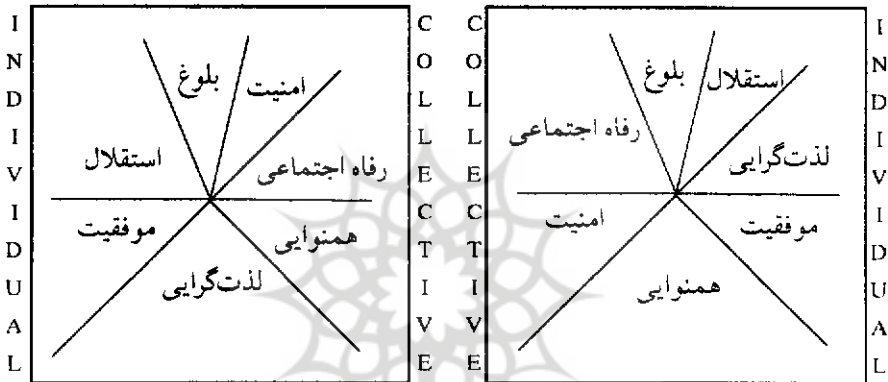 INDIVIDUAL
بلوغ
امنیت
استقلال
رفاه اجتماعی
موفقیت
همنوایی
لذت‌گرایی
COLLECTIVE
COLLECTIVE
بلوغ
استقلال
رفاه اجتماعی
لذت‌گرایی
امنیت
موفقیت
همنوایی
INDIVIDUAL